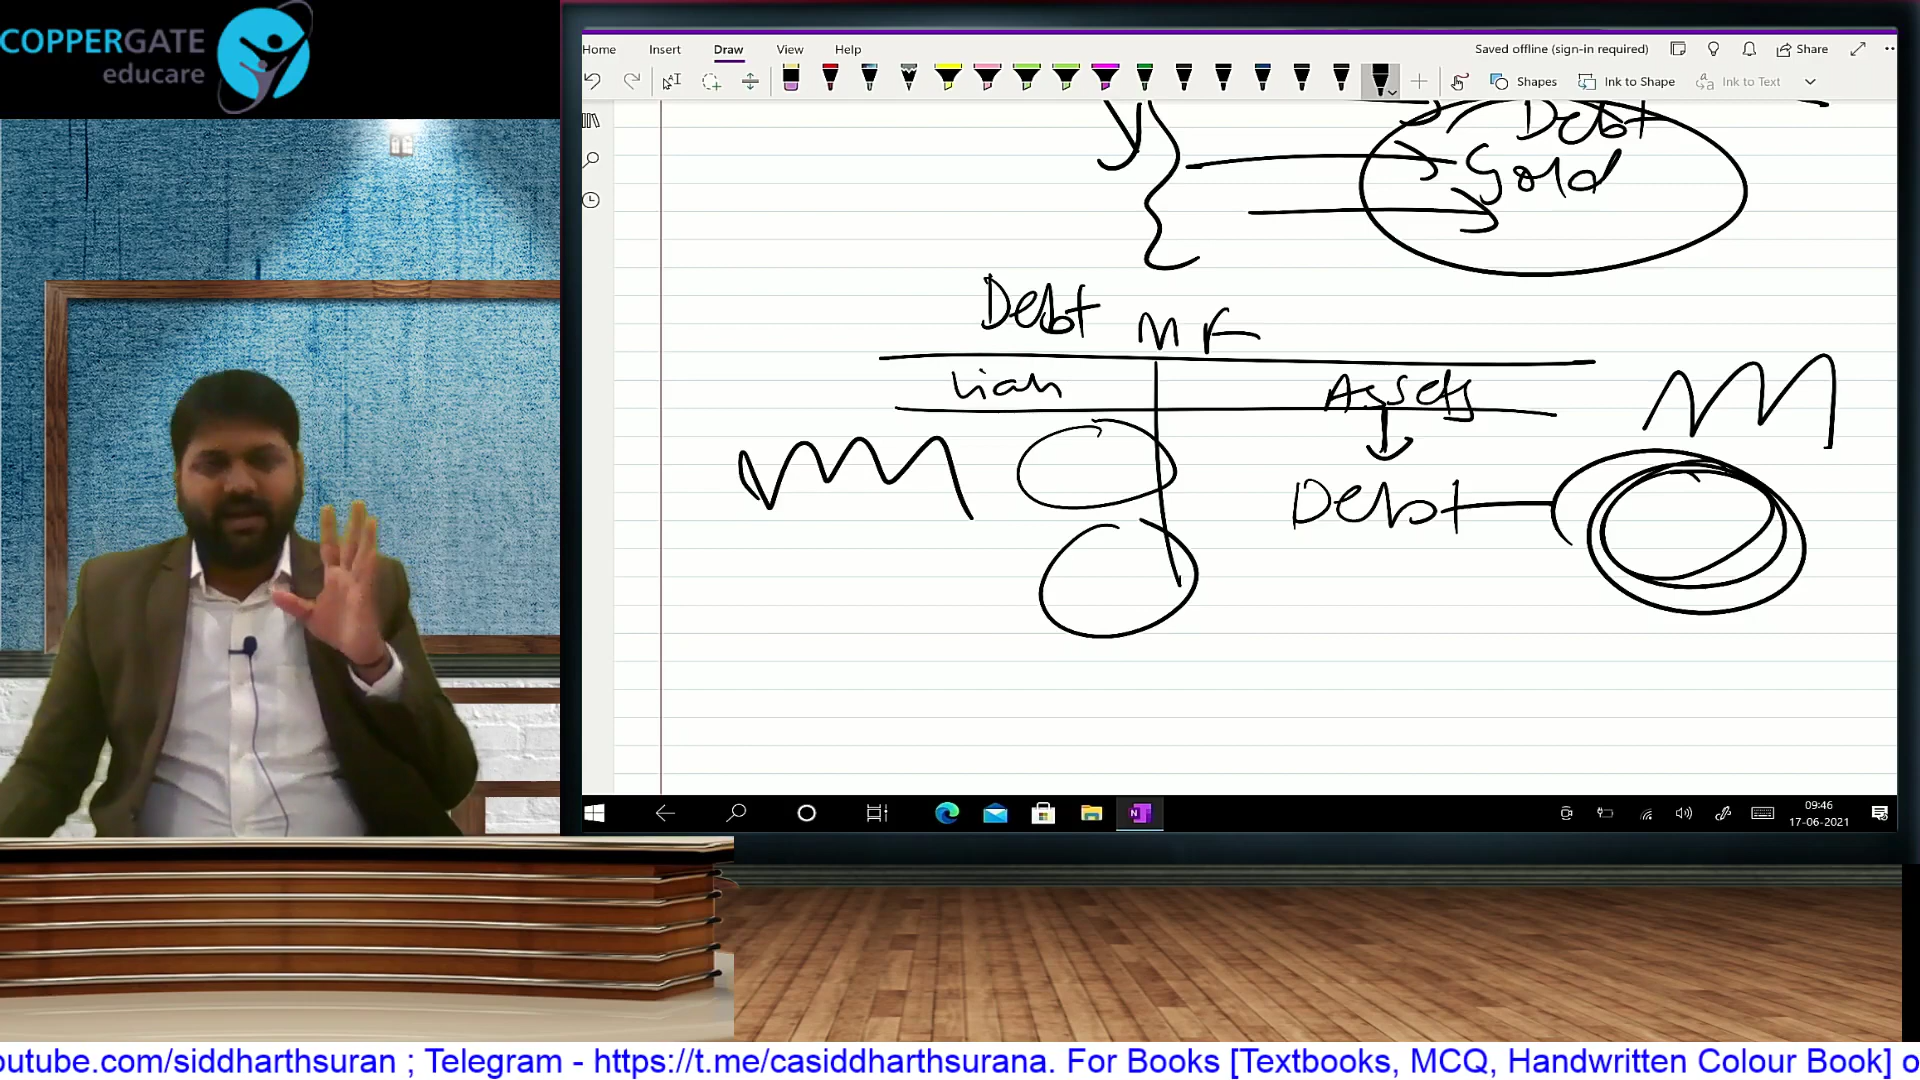 COPPERGATE
educare
Home Insert Draw View Help
Saved offline (sign-in required) Share
Shapes Ink to Shape Ink to Text
Debt
Gold
Debt MF
Liab Assets
Debt
09:46
17-06-2021
outube.com/siddharthsuran ; Telegram - https://t.me/casiddharthsurana. For Books [Textbooks, MCQ, Handwritten Colour Book] o